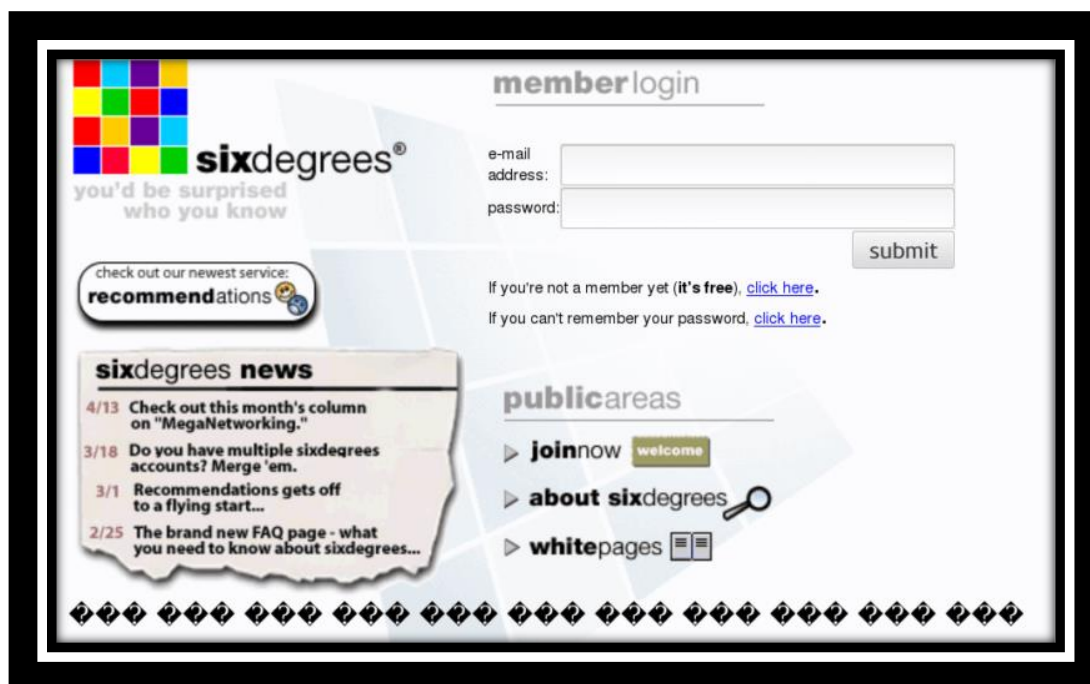 sixdegrees®
you'd be surprised
who you know
check out our newest service:
recommendations
sixdegrees news
4/13 Check out this month's column
on "MegaNetworking."
3/18 Do you have multiple sixdegrees
accounts? Merge 'em.
3/1 Recommendations gets off
to a flying start...
2/25 The brand new FAQ page - what
you need to know about sixdegrees...
memberlogin
e-mail
address:
password:
submit
If you're not a member yet (it's free), click here.
If you can't remember your password, click here.
publicareas
joinnow welcome
about sixdegrees
whitepages
��� ��� ��� ��� ��� ��� ��� ��� ��� ��� ���